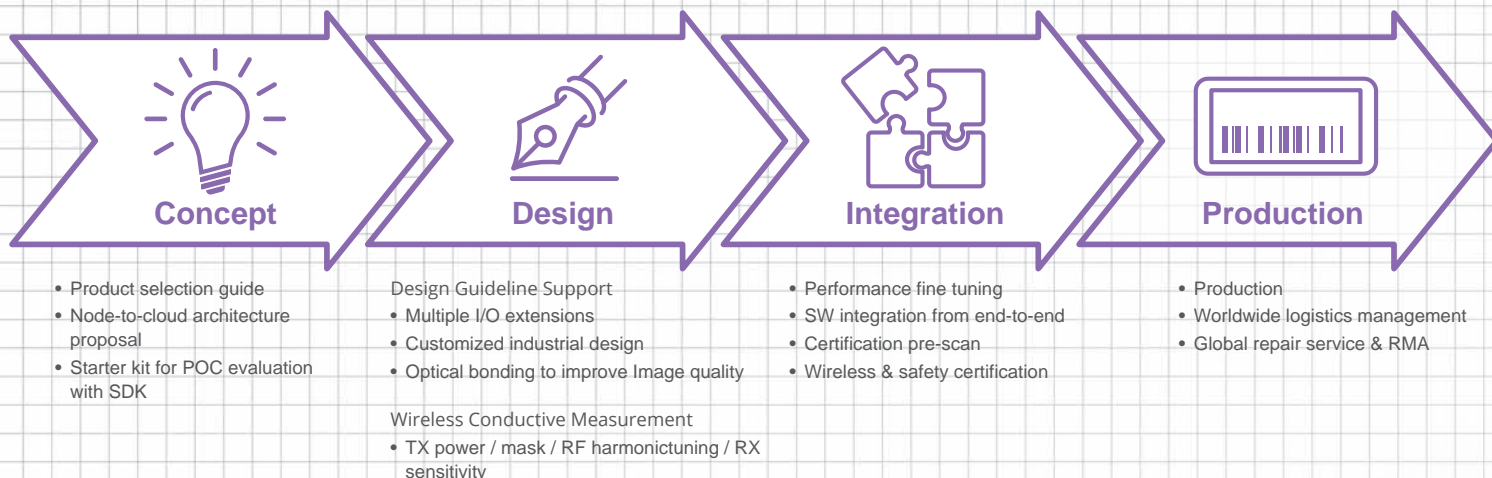 Concept
Design
Integration
Production
• Product selection guide
• Node-to-cloud architecture
proposal
• Starter kit for POC evaluation
with SDK
Design Guideline Support
• Multiple I/O extensions
• Customized industrial design
• Optical bonding to improve Image quality
Wireless Conductive Measurement
• TX power / mask / RF harmonictuning / RX
sensitivity
• Performance fine tuning
• SW integration from end-to-end
• Certification pre-scan
• Wireless & safety certification
• Production
• Worldwide logistics management
• Global repair service & RMA